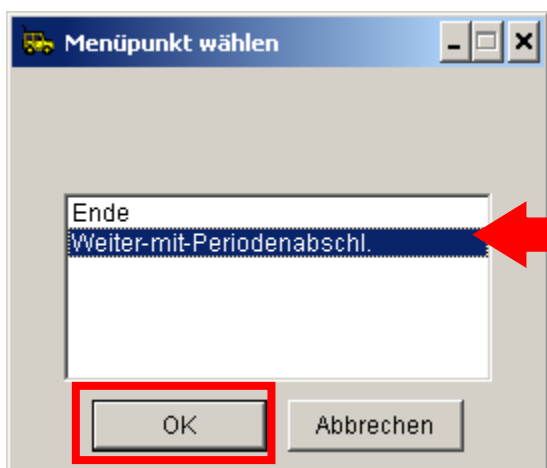 Menüpunkt wählen
Ende
Weiter-mit-Periodenabschl.
OK
Abbrechen